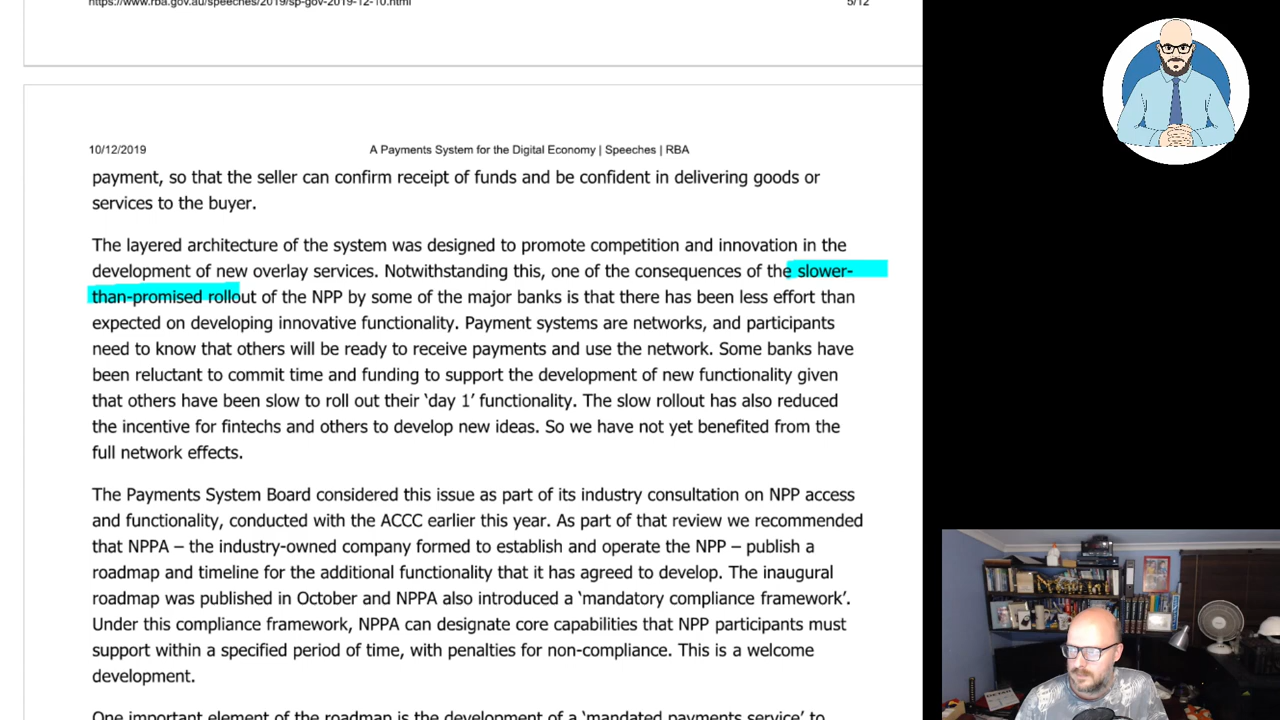 https://www.rba.gov.au/speeches/2019/sp-gov-2019-12-10.html 5/12
10/12/2019 A Payments System for the Digital Economy | Speeches | RBA
payment, so that the seller can confirm receipt of funds and be confident in delivering goods or
services to the buyer.
The layered architecture of the system was designed to promote competition and innovation in the
development of new overlay services. Notwithstanding this, one of the consequences of the slower-
than-promised rollout of the NPP by some of the major banks is that there has been less effort than
expected on developing innovative functionality. Payment systems are networks, and participants
need to know that others will be ready to receive payments and use the network. Some banks have
been reluctant to commit time and funding to support the development of new functionality given
that others have been slow to roll out their ‘day 1’ functionality. The slow rollout has also reduced
the incentive for fintechs and others to develop new ideas. So we have not yet benefited from the
full network effects.
The Payments System Board considered this issue as part of its industry consultation on NPP access
and functionality, conducted with the ACCC earlier this year. As part of that review we recommended
that NPPA – the industry-owned company formed to establish and operate the NPP – publish a
roadmap and timeline for the additional functionality that it has agreed to develop. The inaugural
roadmap was published in October and NPPA also introduced a ‘mandatory compliance framework’.
Under this compliance framework, NPPA can designate core capabilities that NPP participants must
support within a specified period of time, with penalties for non-compliance. This is a welcome
development.
One important element of the roadmap is the development of a ‘mandated payments service’ to